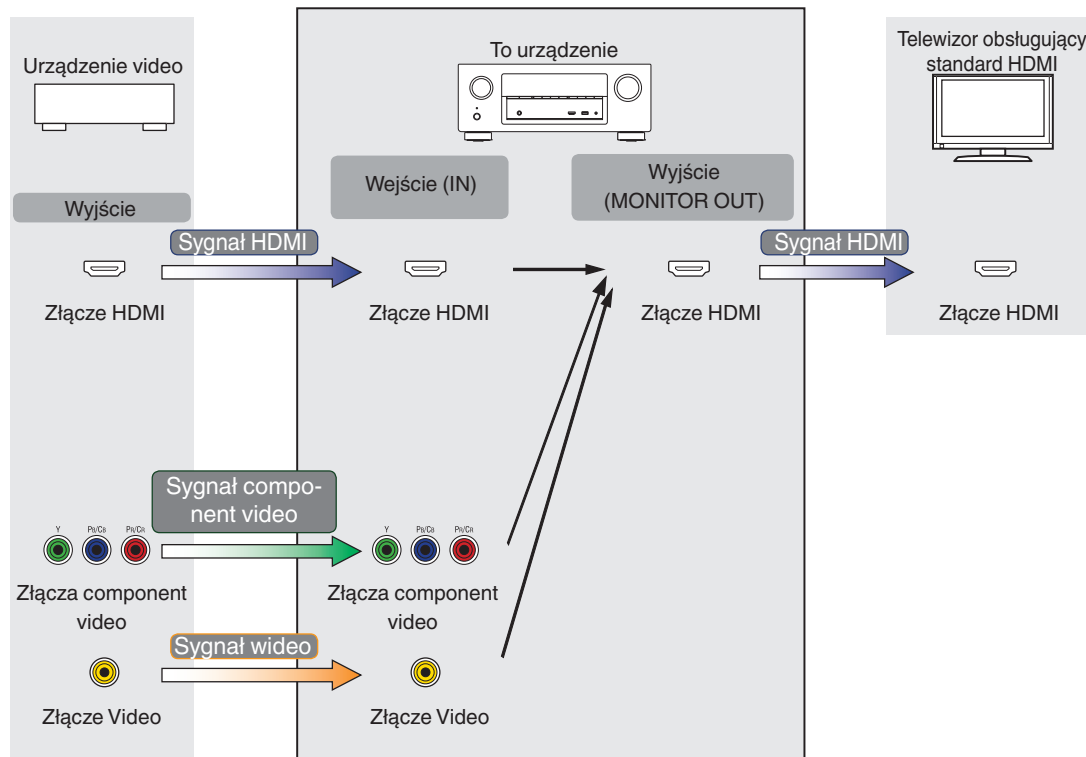 Urządzenie video
To urządzenie
Telewizor obsługujący
standard HDMI
Wyjście
Wejście (IN)
Wyjście
(MONITOR OUT)
Sygnał HDMI
Sygnał HDMI
Złącze HDMI
Złącze HDMI
Złącze HDMI
Złącze HDMI
Sygnał compo-
nent video
Y PB/CB PR/CR
Y PB/CB PR/CR
Złącza component
video
Złącza component
video
Sygnał wideo
Złącze Video
Złącze Video